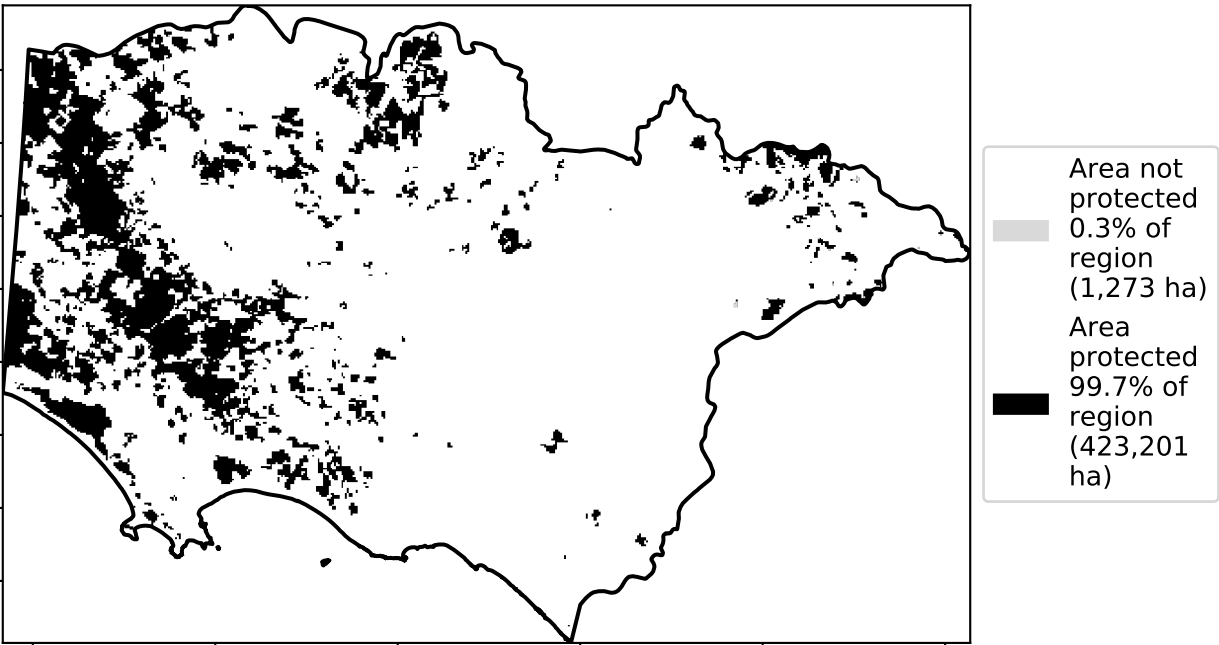 Area not
protected
0.3% of
region
(1,273 ha)
Area
protected
99.7% of
region
(423,201
ha)